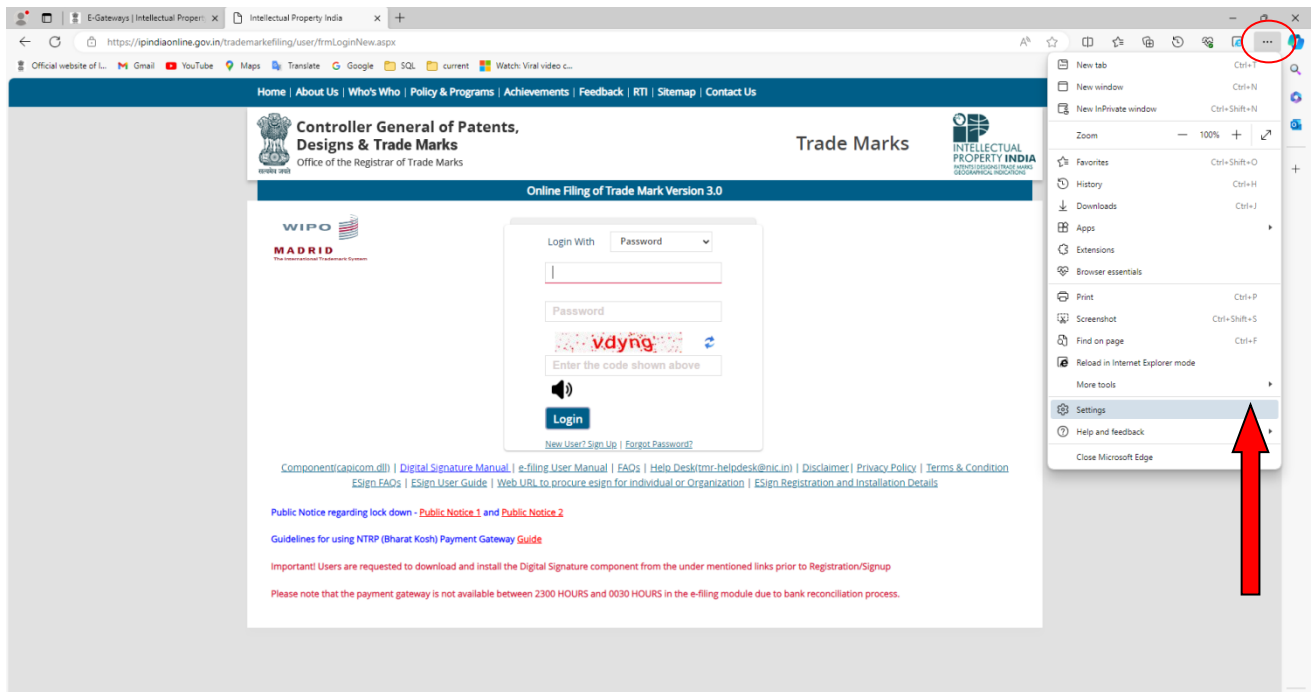 E-Gateways | Intellectual Propert
Intellectual Property India
https://ipindiaonline.gov.in/trademarkefiling/user/frmLoginNew.aspx
Official website of I... Gmail YouTube Maps Translate Google SQL current Watch: Viral video c...
Home | About Us | Who's Who | Policy & Programs | Achievements | Feedback | RTI | Sitemap | Contact Us
Controller General of Patents,
Designs & Trade Marks
Office of the Registrar of Trade Marks
सत्यमेव जयते
Trade Marks
INTELLECTUAL
PROPERTY INDIA
PATENTS | DESIGNS | TRADE MARKS
GEOGRAPHICAL INDICATIONS
Online Filing of Trade Mark Version 3.0
WIPO
MADRID
The International Trademark System
Login With Password
Password
vdyng
Enter the code shown above
Login
New User? Sign Up | Forgot Password?
Component(capicom.dll) | Digital Signature Manual | e-filing User Manual | FAQs | Help Desk(tmr-helpdesk@nic.in) | Disclaimer| Privacy Policy | Terms & Condition
ESign FAQs | ESign User Guide | Web URL to procure esign for individual or Organization | ESign Registration and Installation Details
Public Notice regarding lock down - Public Notice 1 and Public Notice 2
Guidelines for using NTRP (Bharat Kosh) Payment Gateway Guide
Important! Users are requested to download and install the Digital Signature component from the under mentioned links prior to Registration/Signup
Please note that the payment gateway is not available between 2300 HOURS and 0030 HOURS in the e-filing module due to bank reconciliation process.
New tab Ctrl+T
New window Ctrl+N
New InPrivate window Ctrl+Shift+N
Zoom 100%
Favorites Ctrl+Shift+O
History Ctrl+H
Downloads Ctrl+J
Apps
Extensions
Browser essentials
Print Ctrl+P
Screenshot Ctrl+Shift+S
Find on page Ctrl+F
Reload in Internet Explorer mode
More tools
Settings
Help and feedback
Close Microsoft Edge